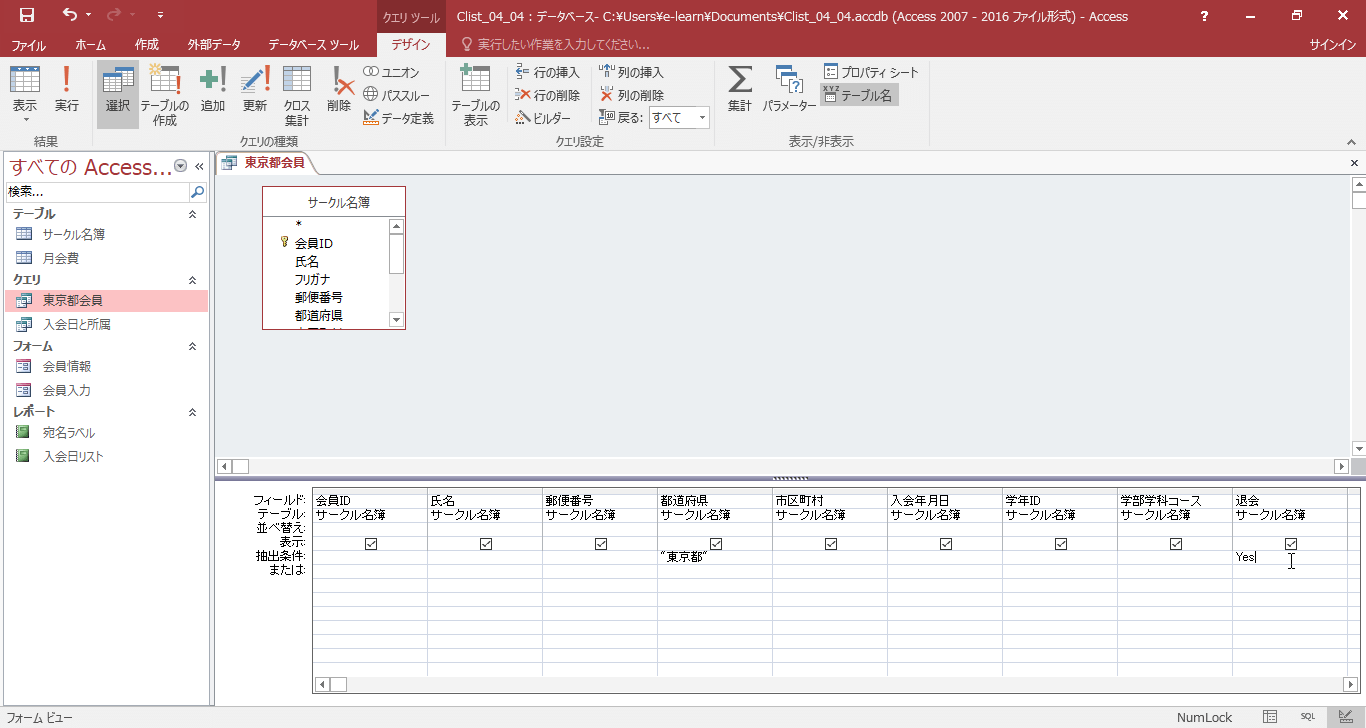 クエリ ツール
Clist_04_04 : データベース- C:¥Users¥e-learn¥Documents¥Clist_04_04.accdb (Access 2007 - 2016 ファイル形式) - Access
?
ファイル ホーム 作成 外部データ データベース ツール デザイン 実行したい作業を入力してください... サインイン
表示 実行 選択 テーブルの作成 追加 更新 クロス集計 削除
ユニオン
パススルー
データ定義
テーブルの表示
行の挿入
行の削除
ビルダー
列の挿入
列の削除
戻る: すべて
集計 パラメーター
プロパティ シート
XYZ テーブル名
結果 クエリの種類 クエリ設定 表示/非表示
すべての Access... «
検索...
テーブル
サークル名簿
月会費
クエリ
東京都会員
入会日と所属
フォーム
会員情報
会員入力
レポート
宛名ラベル
入会日リスト
東京都会員
サークル名簿
*
会員ID
氏名
フリガナ
郵便番号
都道府県
フィールド: 会員ID 氏名 郵便番号 都道府県 市区町村 入会年月日 学年ID 学部学科コース 退会
テーブル: サークル名簿 サークル名簿 サークル名簿 サークル名簿 サークル名簿 サークル名簿 サークル名簿 サークル名簿 サークル名簿
並べ替え:
表示:
抽出条件: "東京都" Yes
または:
フォーム ビュー NumLock SQL